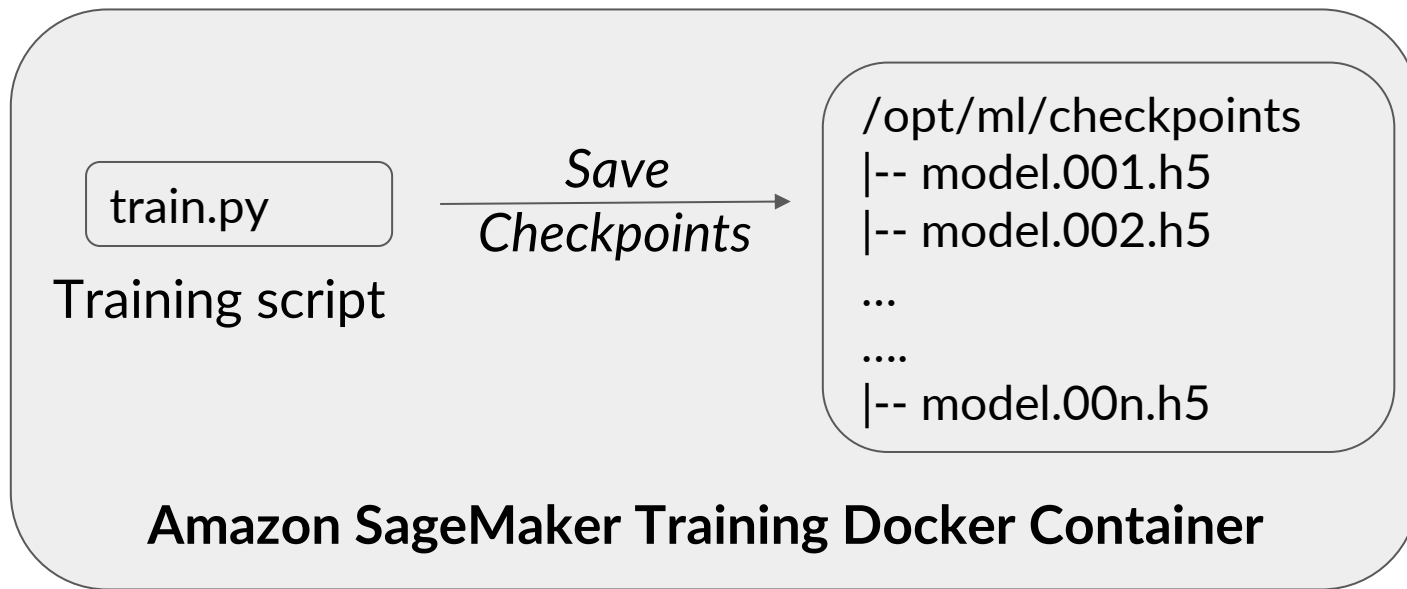 train.py
Training script
Save
Checkpoints
/opt/ml/checkpoints
|-- model.001.h5
|-- model.002.h5
...
....
|-- model.00n.h5
Amazon SageMaker Training Docker Container